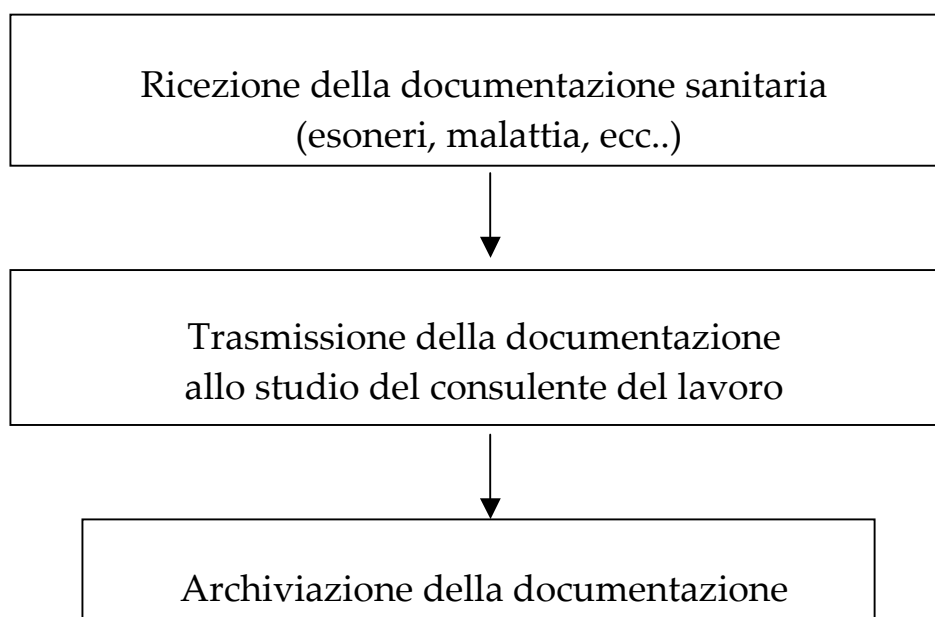 Ricezione della documentazione sanitaria
(esoneri, malattia, ecc..)
Trasmissione della documentazione
allo studio del consulente del lavoro
Archiviazione della documentazione